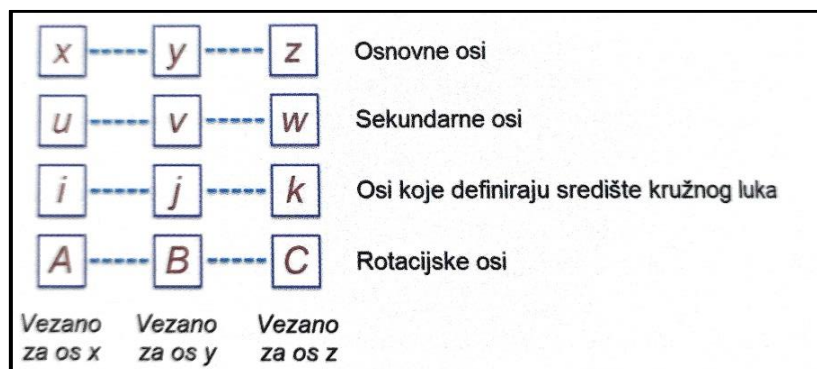 x y z Osnovne osi
u v w Sekundarne osi
i j k Osi koje definiraju središte kružnog luka
A B C Rotacijske osi
Vezano Vezano Vezano
za os x za os y za os z